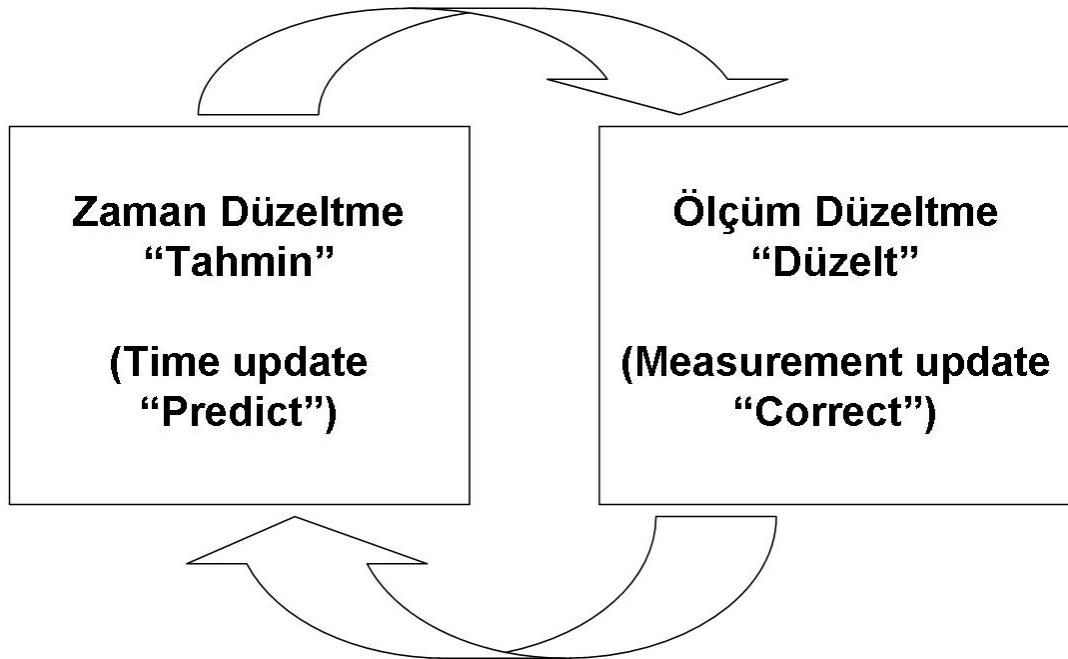 Zaman Düzeltme
“Tahmin”
(Time update
“Predict”)
Ölçüm Düzeltme
“Düzelt”
(Measurement update
“Correct”)